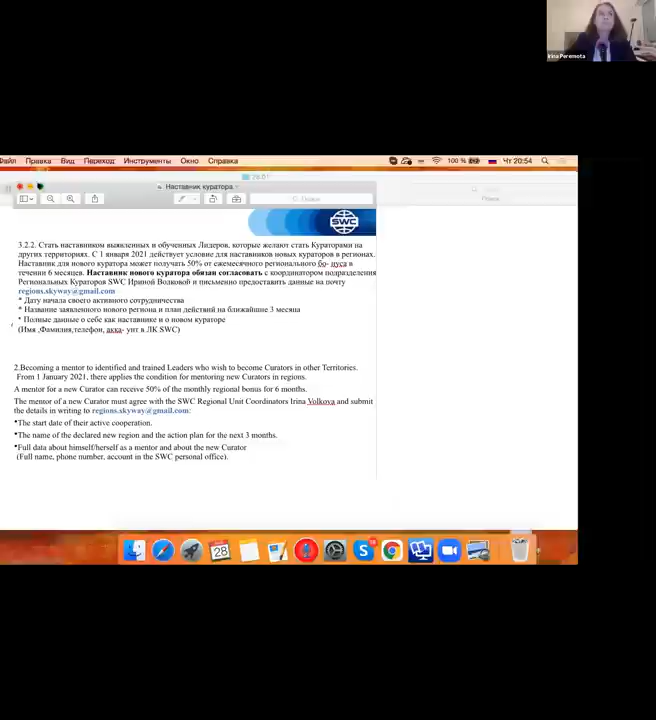 Irina Peremota
Файл Правка Вид Переход Инструменты Окно Справка 100 % Чт 20:54
29.01
Наставник куратора
Поиск
Поиск
SWC
3.2.2. Стать наставником выявленных и обученных Лидеров, которые желают стать Кураторами на
других территориях. С 1 января 2021 действует условие для наставников новых кураторов в регионах.
Наставник для нового куратора может получать 50% от ежемесячного регионального бо- нуса в
течении 6 месяцев. Наставник нового куратора обязан согласовать с координатором подразделения
Региональных Кураторов SWC Ириной Волковой и письменно предоставить данные на почту
regions.skyway@gmail.com
* Дату начала своего активного сотрудничества
* Название заявленного нового региона и план действий на ближайшие 3 месяца
* Полные данные о себе как наставнике и о новом кураторе
(Имя ,Фамилия,телефон, акка- унт в ЛК SWC)
2.Becoming a mentor to identified and trained Leaders who wish to become Curators in other Territories.
From 1 January 2021, there applies the condition for mentoring new Curators in regions.
A mentor for a new Curator can receive 50% of the monthly regional bonus for 6 months.
The mentor of a new Curator must agree with the SWC Regional Unit Coordinators Irina Volkova and submit
the details in writing to regions.skyway@gmail.com:
•The start date of their active cooperation.
•The name of the declared new region and the action plan for the next 3 months.
•Full data about himself/herself as a mentor and about the new Curator
(Full name, phone number, account in the SWC personal office).
28